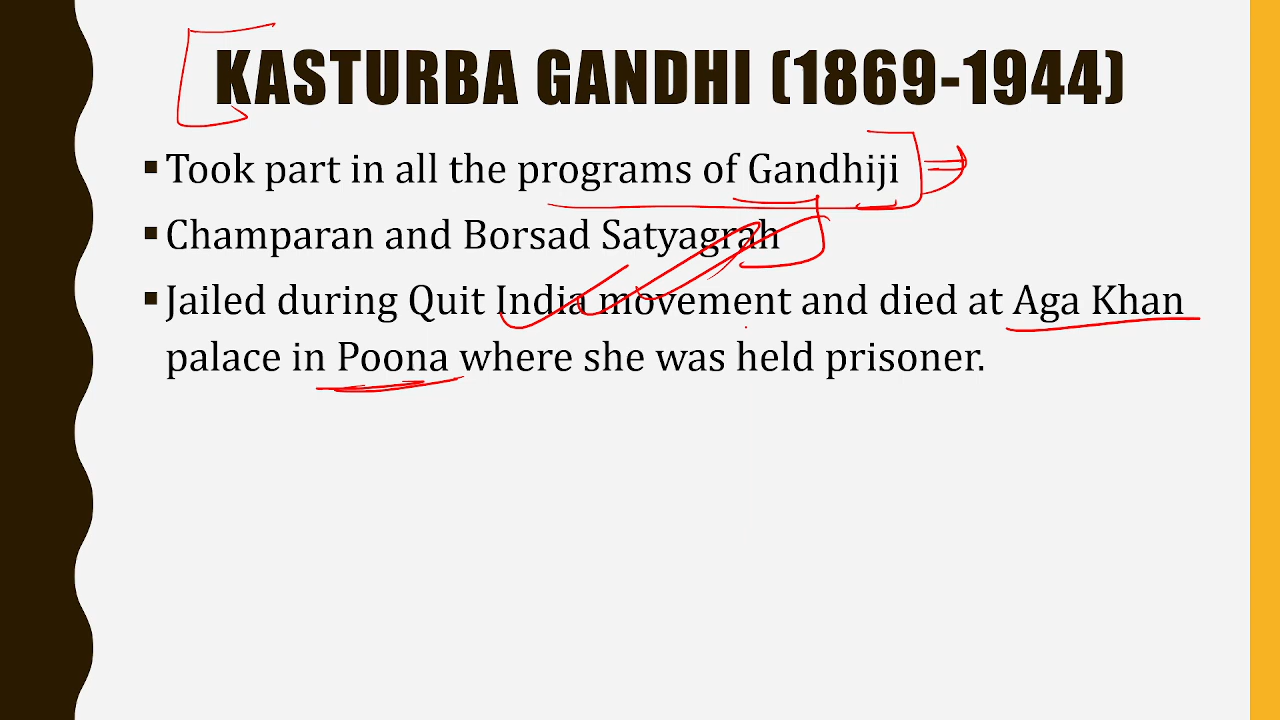 KASTURBA GANDHI (1869-1944)
▪Took part in all the programs of Gandhiji
▪Champaran and Borsad Satyagrah
▪Jailed during Quit India movement and died at Aga Khan
palace in Poona where she was held prisoner.